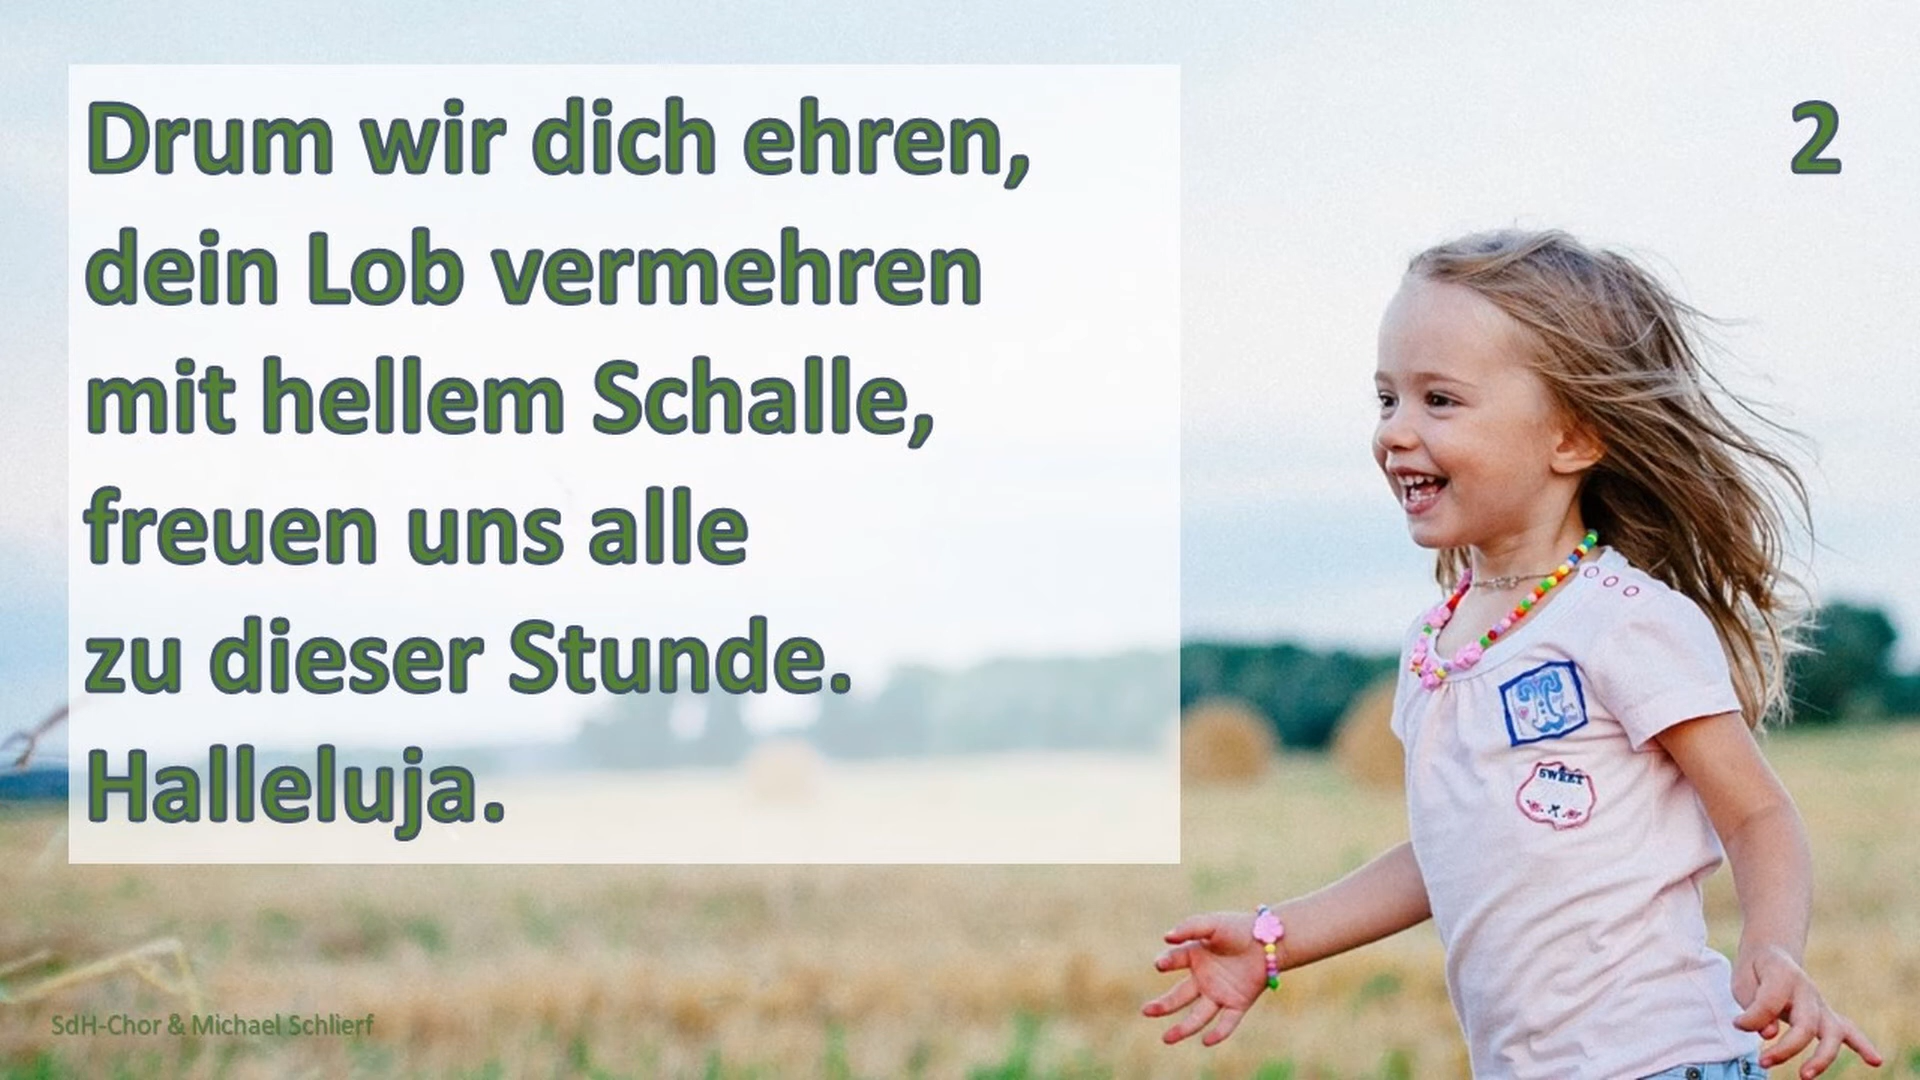 Drum wir dich ehren,
dein Lob vermehren
mit hellem Schalle,
freuen uns alle
zu dieser Stunde.
Halleluja.
2
T
SWEET
SdH-Chor & Michael Schlierf